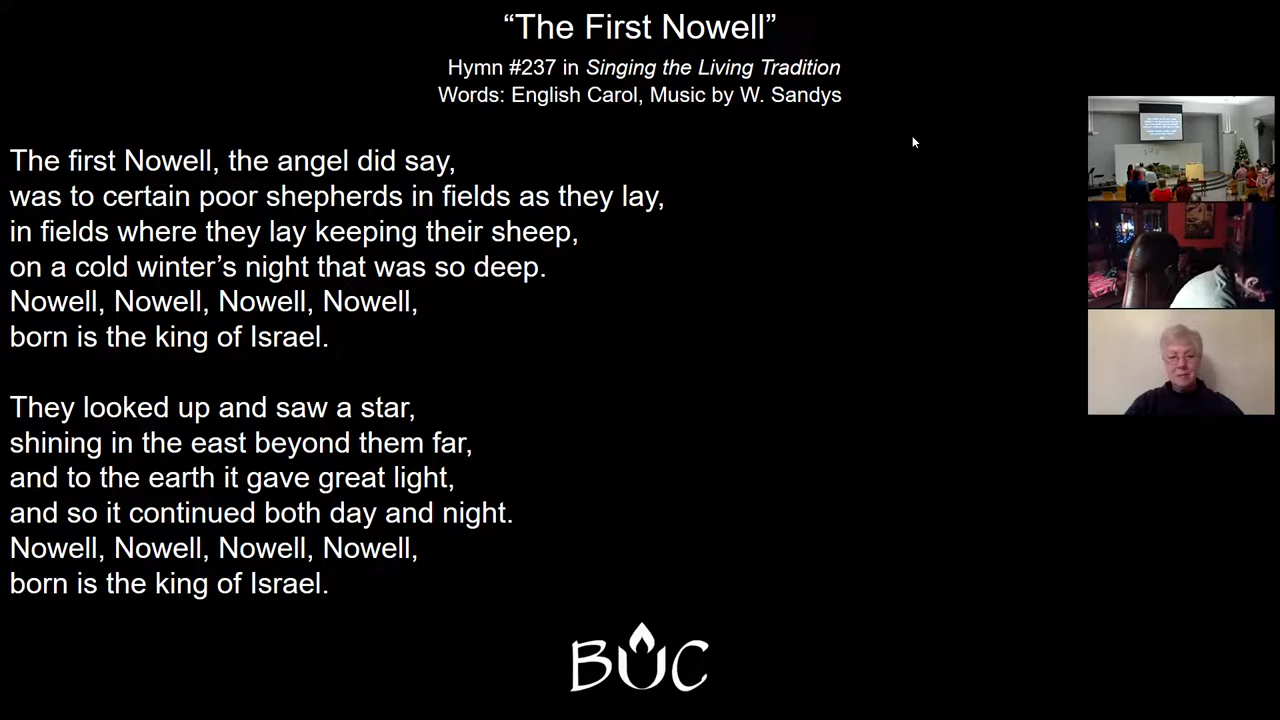 “The First Nowell”
Hymn #237 in Singing the Living Tradition
Words: English Carol, Music by W. Sandys
The first Nowell, the angel did say,
was to certain poor shepherds in fields as they lay,
in fields where they lay keeping their sheep,
on a cold winter’s night that was so deep.
Nowell, Nowell, Nowell, Nowell,
born is the king of Israel.
They looked up and saw a star,
shining in the east beyond them far,
and to the earth it gave great light,
and so it continued both day and night.
Nowell, Nowell, Nowell, Nowell,
born is the king of Israel.
BUC